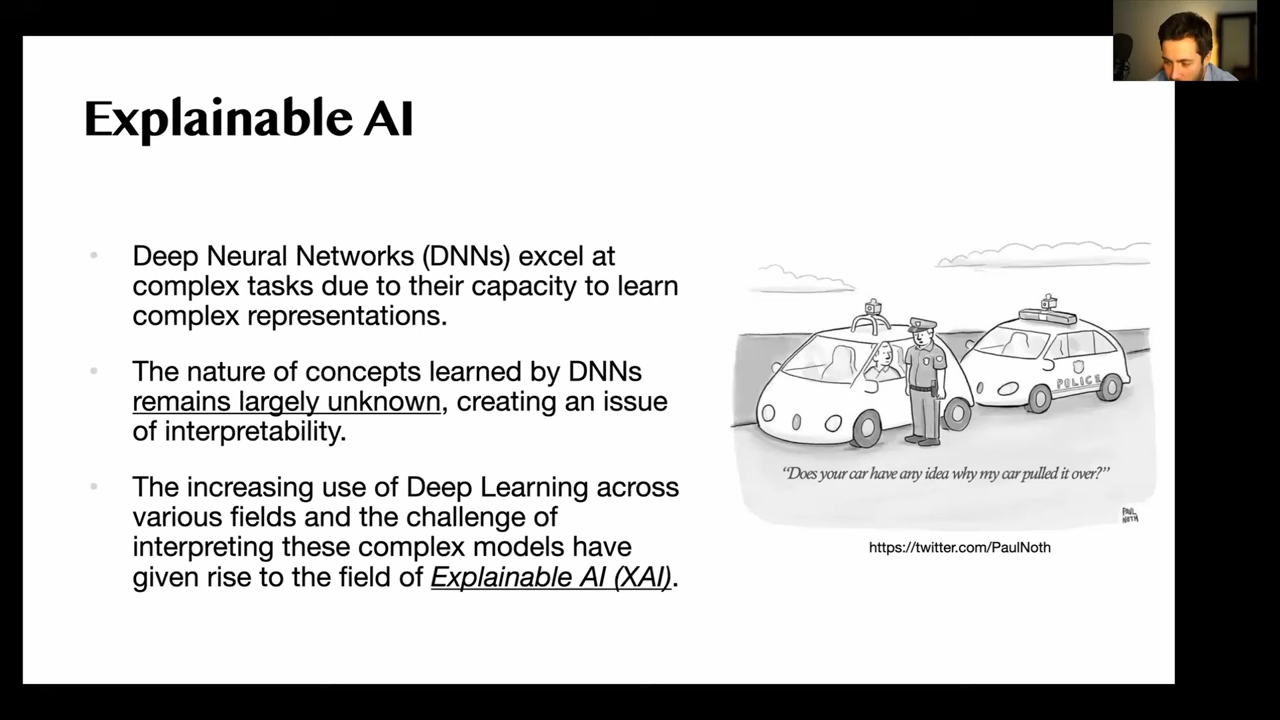 Explainable AI
Deep Neural Networks (DNNs) excel at
complex tasks due to their capacity to learn
complex representations.
The nature of concepts learned by DNNs
remains largely unknown, creating an issue
of interpretability.
The increasing use of Deep Learning across
various fields and the challenge of
interpreting these complex models have
given rise to the field of Explainable AI (XAI).
POLICE
“Does your car have any idea why my car pulled it over?”
PAUL
NOTH
https://twitter.com/PaulNoth